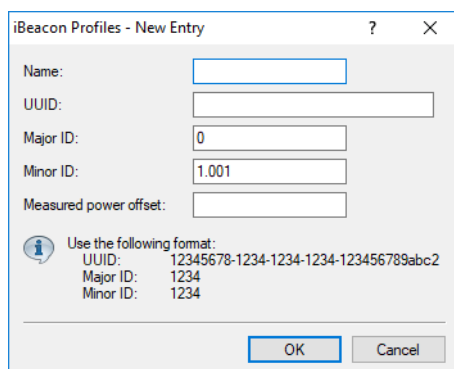 iBeacon Profiles - New Entry ?
Name:
UUID:
Major ID: 0
Minor ID: 1.001
Measured power offset:
Use the following format:
UUID: 12345678-1234-1234-1234-123456789abc2
Major ID: 1234
Minor ID: 1234
OK Cancel